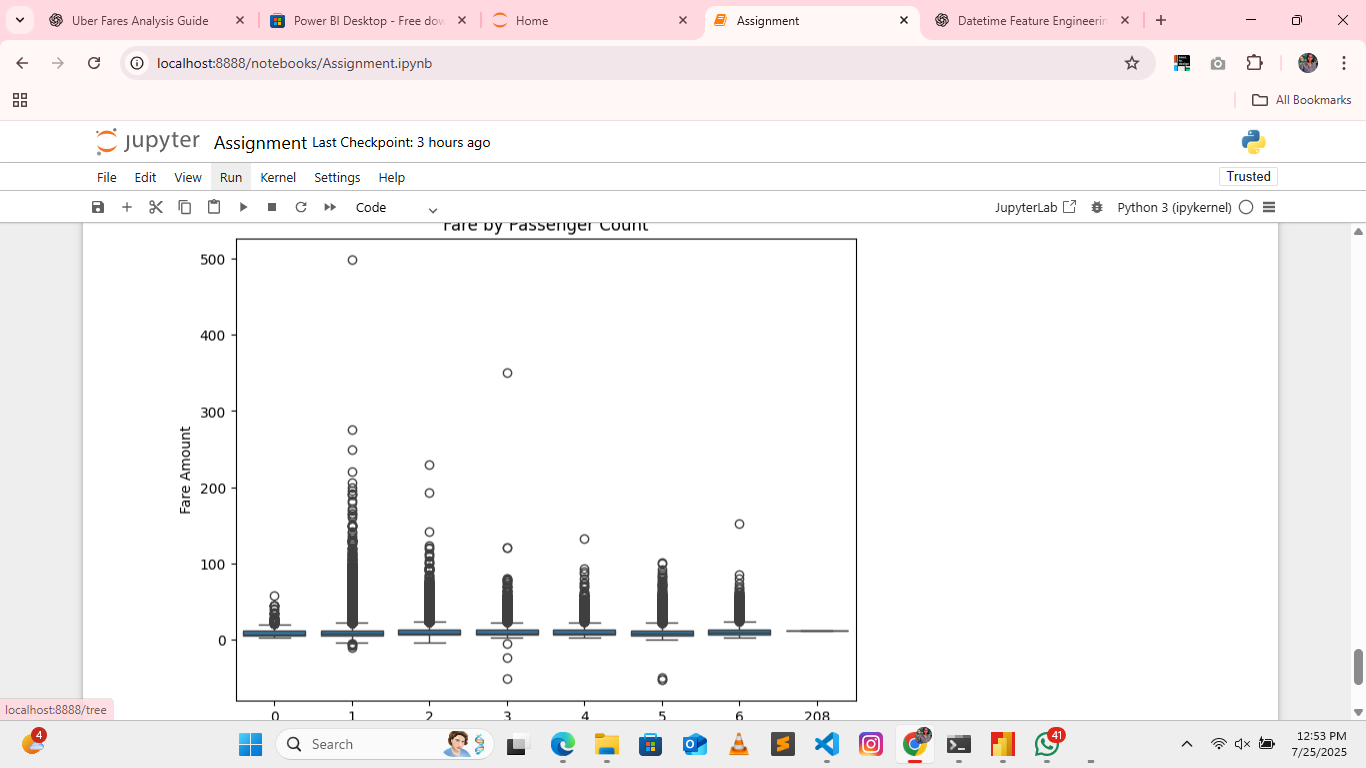 Uber Fares Analysis Guide
Power BI Desktop - Free dow
Home
Assignment
Datetime Feature Engineerin
localhost:8888/notebooks/Assignment.ipynb
All Bookmarks
jupyter Assignment Last Checkpoint: 3 hours ago
File Edit View Run Kernel Settings Help
Trusted
Code
JupyterLab
Python 3 (ipykernel)
Fare by Passenger Count
500
400
300
200
100
0
Fare Amount
0 1 2 3 4 5 6 208
localhost:8888/tree
4
Search
41
12:53 PM
7/25/2025